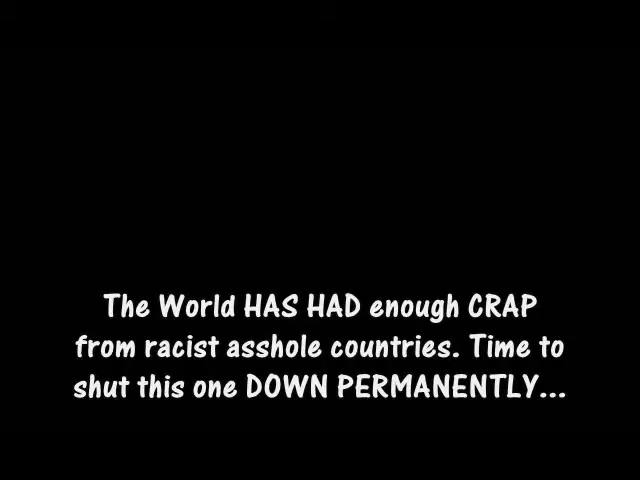 The World HAS HAD enough CRAP
from racist asshole countries. Time to
shut this one DOWN PERMANENTLY...